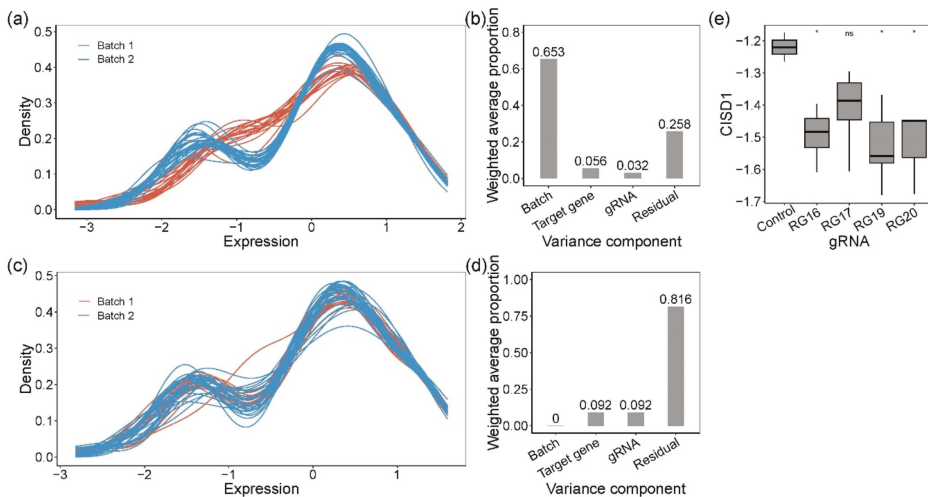 (a)
Batch 1
Batch 2
0.5
0.4
0.3
0.2
0.1
0.0
Density
−3
−2
−1
0
1
2
Expression
(b)
0.8
0.6
0.4
0.2
0.0
Weighted average proportion
0.653
0.056
0.032
0.258
Batch
Target gene
gRNA
Residual
Variance component
(e)
* ns * *
−1.2
−1.3
−1.4
−1.5
−1.6
−1.7
CISD1
Control
RG16
RG17
RG19
RG20
gRNA
(c)
Batch 1
Batch 2
0.5
0.4
0.3
0.2
0.1
0.0
Density
−3
−2
−1
0
1
Expression
(d)
1.00
0.75
0.50
0.25
0.00
Weighted average proportion
0
0.092
0.092
0.816
Batch
Target gene
gRNA
Residual
Variance component